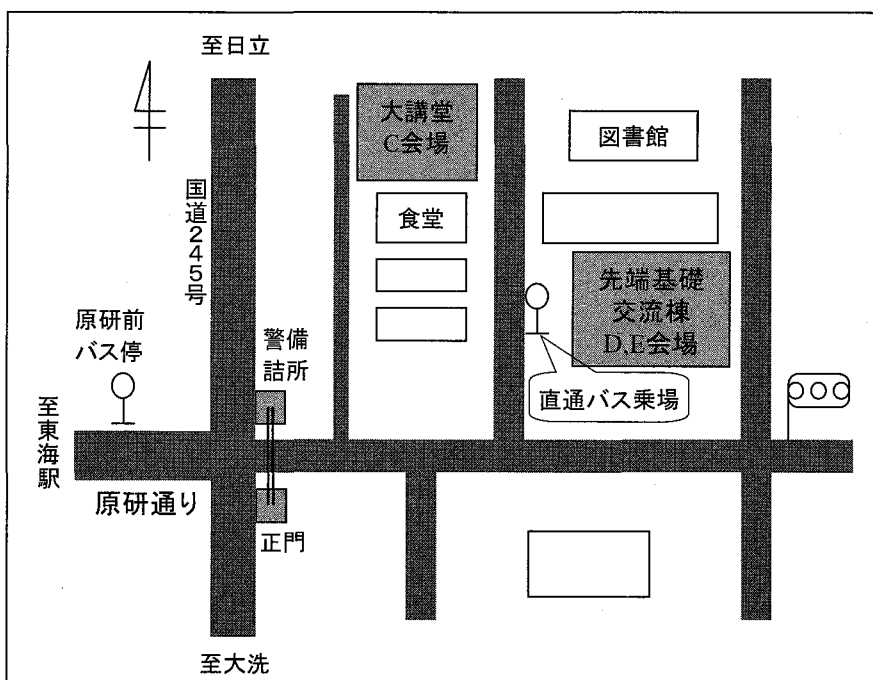 至日立
大講堂
C会場
図書館
国道245号
食堂
先端基礎
交流棟
D,E会場
原研前
バス停
警備
詰所
直通バス乗場
至東海駅
原研通り
正門
至大洗